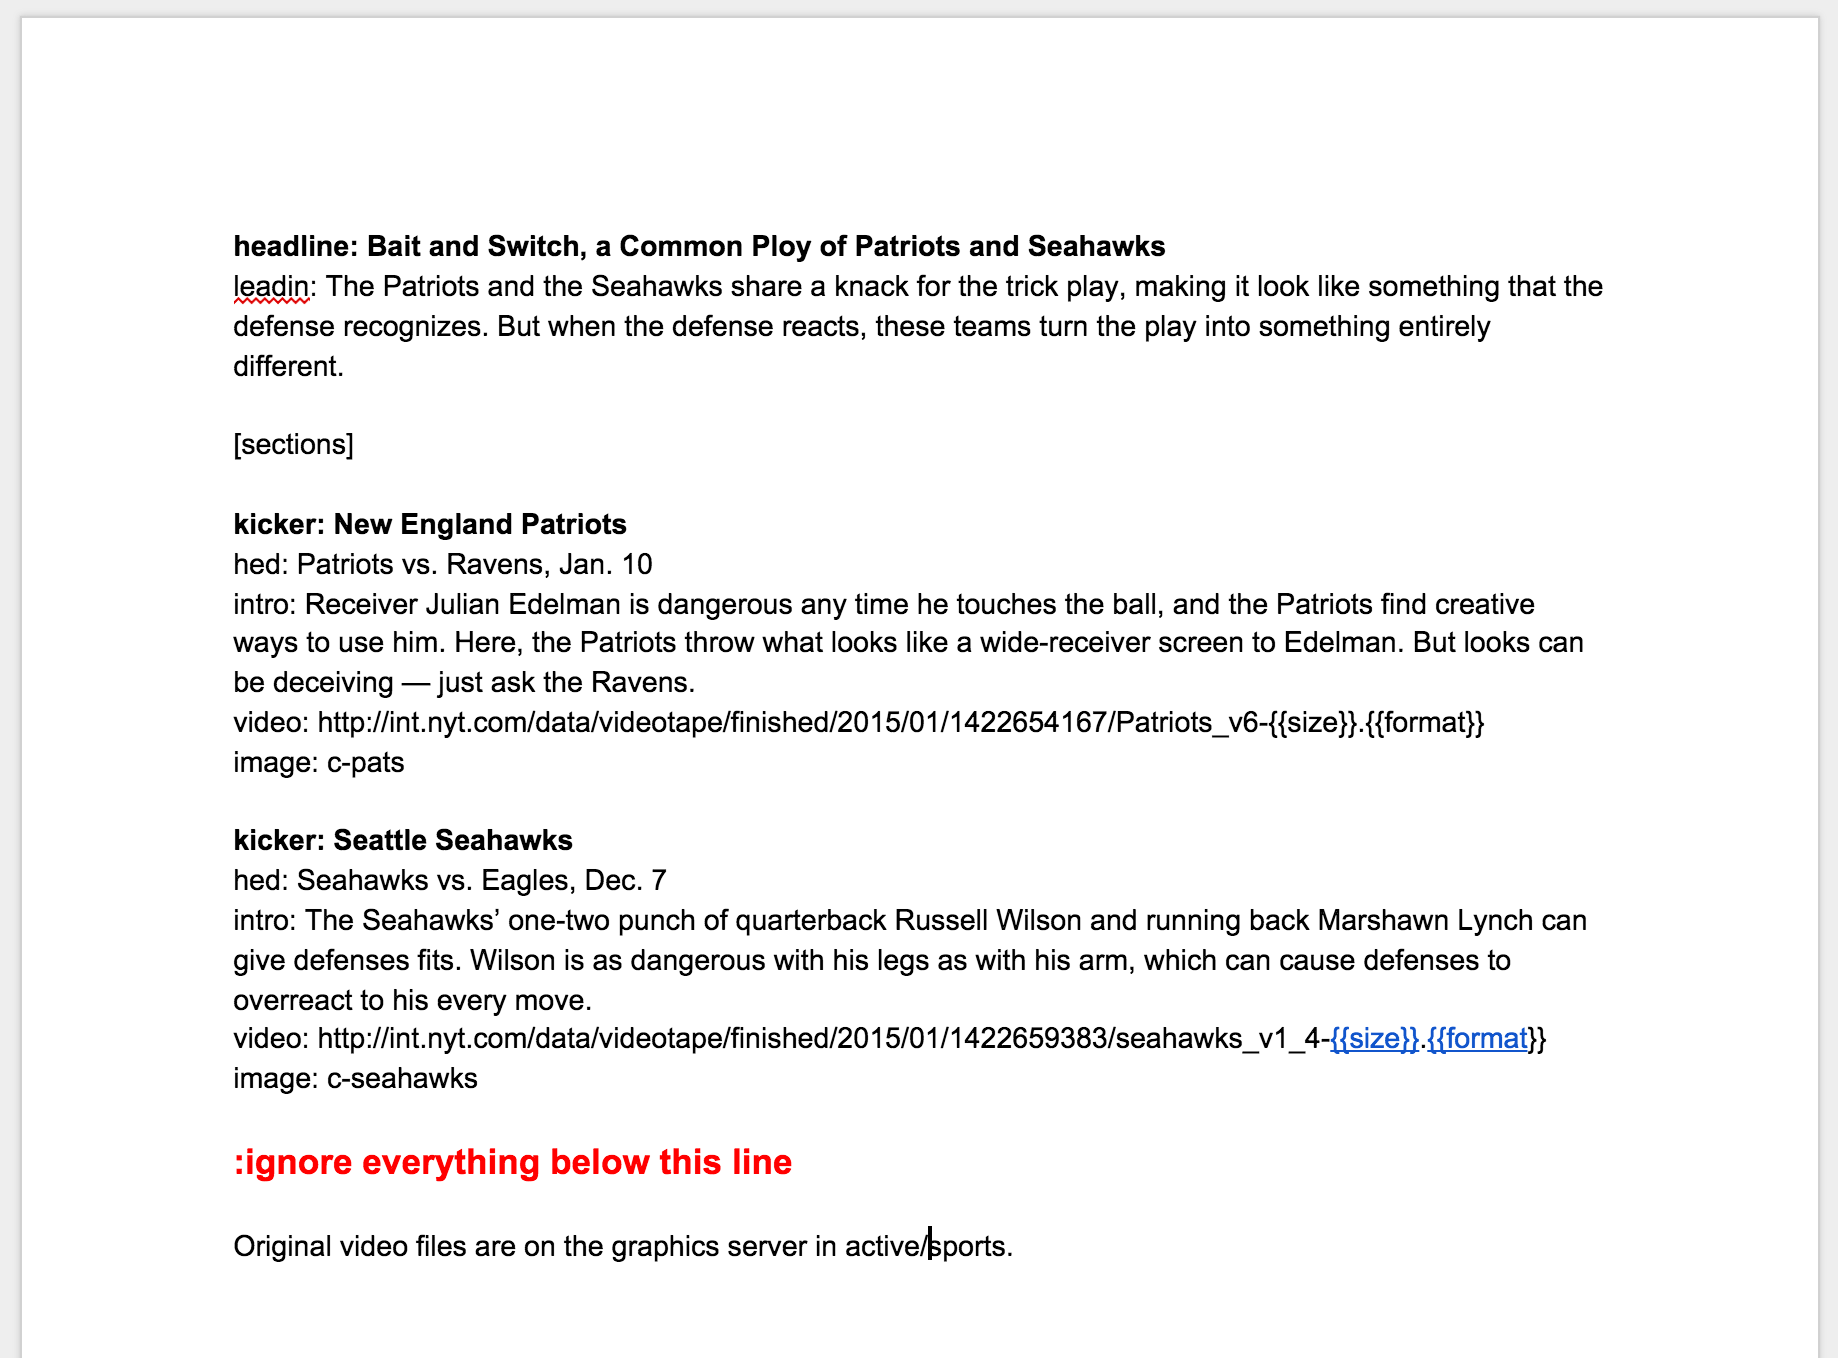 headline: Bait and Switch, a Common Ploy of Patriots and Seahawks
leadin: The Patriots and the Seahawks share a knack for the trick play, making it look like something that the
defense recognizes. But when the defense reacts, these teams turn the play into something entirely
different.
[sections]
kicker: New England Patriots
hed: Patriots vs. Ravens, Jan. 10
intro: Receiver Julian Edelman is dangerous any time he touches the ball, and the Patriots find creative
ways to use him. Here, the Patriots throw what looks like a wide-receiver screen to Edelman. But looks can
be deceiving — just ask the Ravens.
video: http://int.nyt.com/data/videotape/finished/2015/01/1422654167/Patriots_v6-{{size}}.{{format}}
image: c-pats
kicker: Seattle Seahawks
hed: Seahawks vs. Eagles, Dec. 7
intro: The Seahawks’ one-two punch of quarterback Russell Wilson and running back Marshawn Lynch can
give defenses fits. Wilson is as dangerous with his legs as with his arm, which can cause defenses to
overreact to his every move.
video: http://int.nyt.com/data/videotape/finished/2015/01/1422659383/seahawks_v1_4-{{size}}.{{format}}
image: c-seahawks
:ignore everything below this line
Original video files are on the graphics server in active/sports.